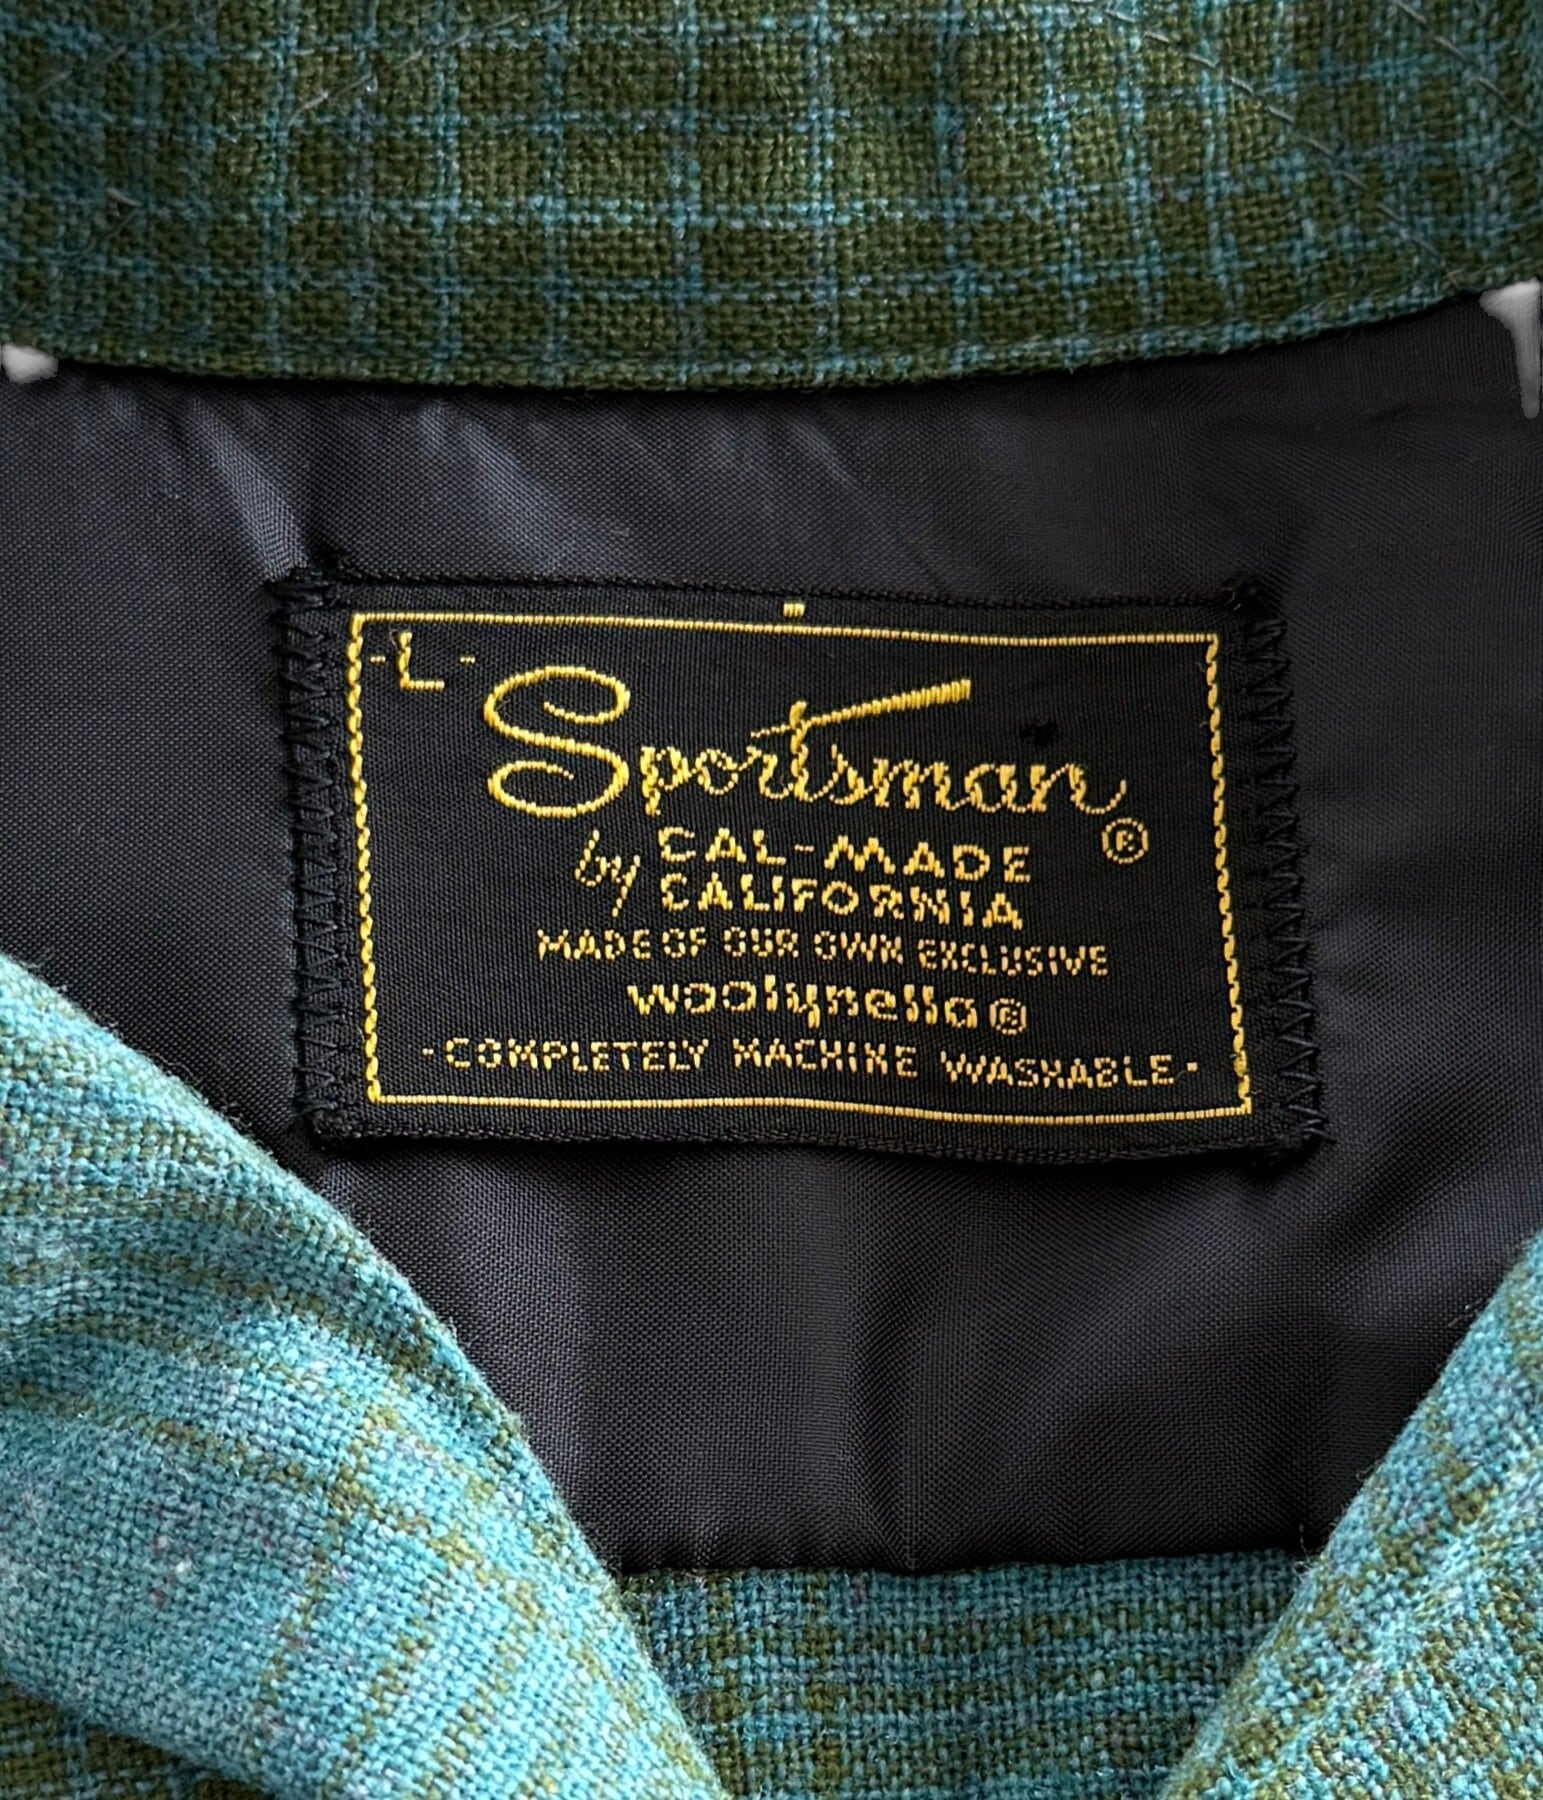 -L-
Sportsman®
by CAL-MADE
CALIFORNIA
MADE OF OUR OWN EXCLUSIVE
woolynella®
·COMPLETELY MACHINE WASHABLE·